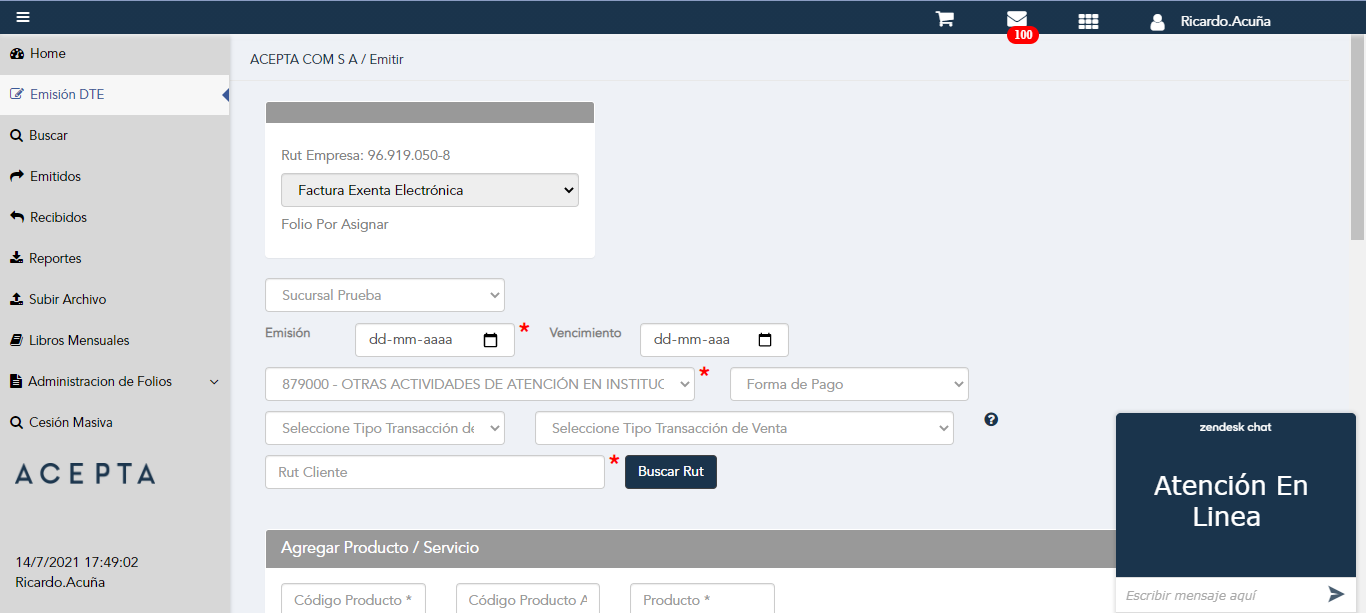 100
Ricardo.Acuña
Home
Emisión DTE
Buscar
Emitidos
Recibidos
Reportes
Subir Archivo
Libros Mensuales
Administracion de Folios
Cesión Masiva
ACEPTA
14/7/2021 17:49:02
Ricardo.Acuña
ACEPTA COM S A / Emitir
Rut Empresa: 96.919.050-8
Factura Exenta Electrónica
Folio Por Asignar
Sucursal Prueba
Emisión dd-mm-aaaa * Vencimiento dd-mm-aaa
879000 - OTRAS ACTIVIDADES DE ATENCIÓN EN INSTITUC * Forma de Pago
Seleccione Tipo Transacción de Seleccione Tipo Transacción de Venta ?
Rut Cliente * Buscar Rut
Agregar Producto / Servicio
Código Producto * Código Producto A Producto *
zendesk chat
Atención En
Linea
Escribir mensaje aquí